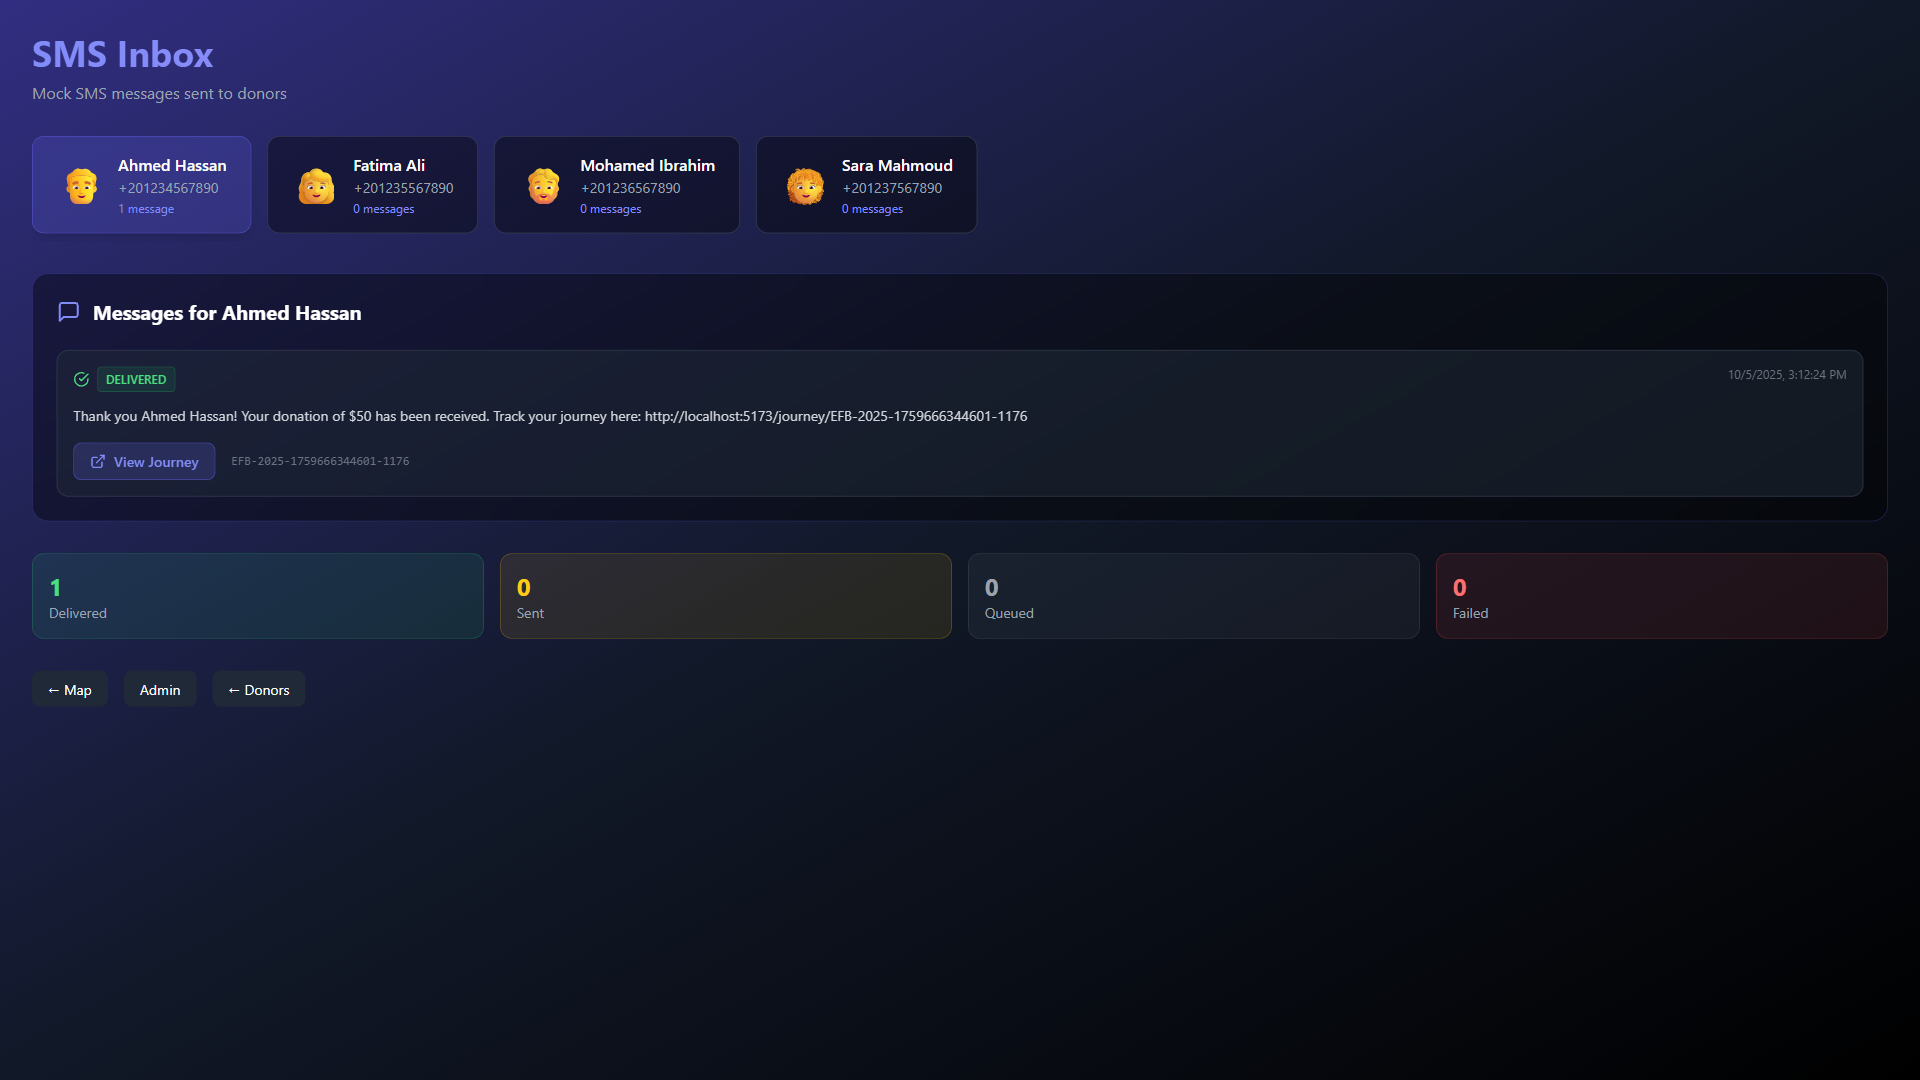 SMS Inbox
Mock SMS messages sent to donors
Ahmed Hassan
+201234567890
1 message
Fatima Ali
+201235567890
0 messages
Mohamed Ibrahim
+201236567890
0 messages
Sara Mahmoud
+201237567890
0 messages
Messages for Ahmed Hassan
DELIVERED
10/5/2025, 3:12:24 PM
Thank you Ahmed Hassan! Your donation of $50 has been received. Track your journey here: http://localhost:5173/journey/EFB-2025-1759666344601-1176
View Journey
EFB-2025-1759666344601-1176
1
Delivered
0
Sent
0
Queued
0
Failed
← Map
Admin
← Donors